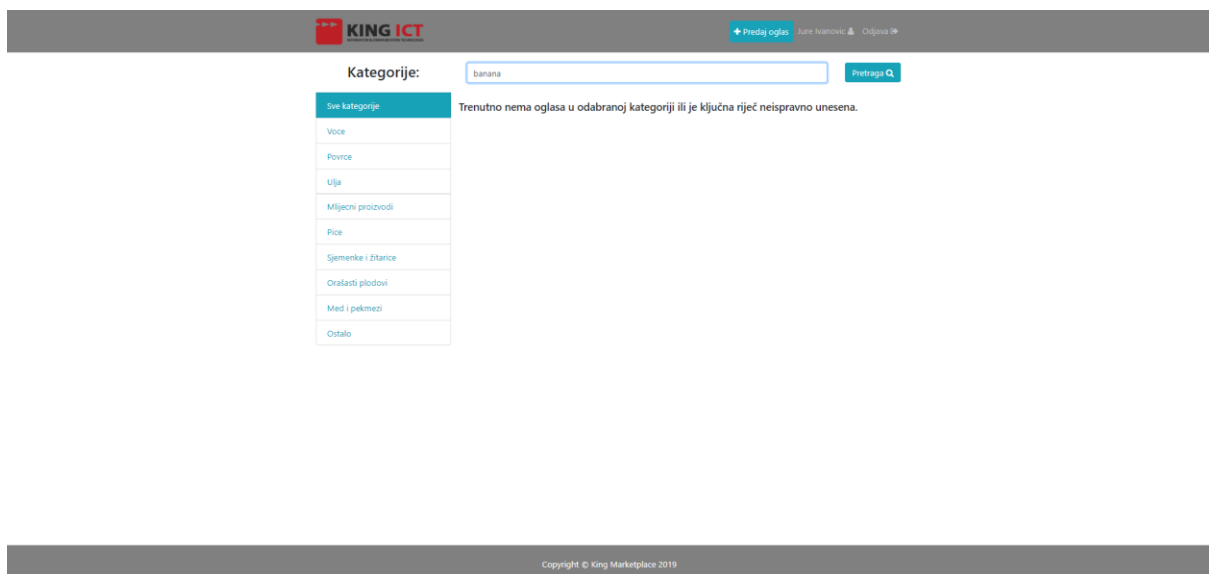 KING ICT
Predaj oglas Jure Ivanovic Odjava
Kategorije:
banana
Pretraga
Trenutno nema oglasa u odabranoj kategoriji ili je ključna riječ neispravno unesena.
Sve kategorije
Voce
Povrce
Ulja
Mlijecni proizvodi
Pice
Sjemenke i žitarice
Orašasti plodovi
Med i pekmezi
Ostalo
Copyright © King Marketplace 2019